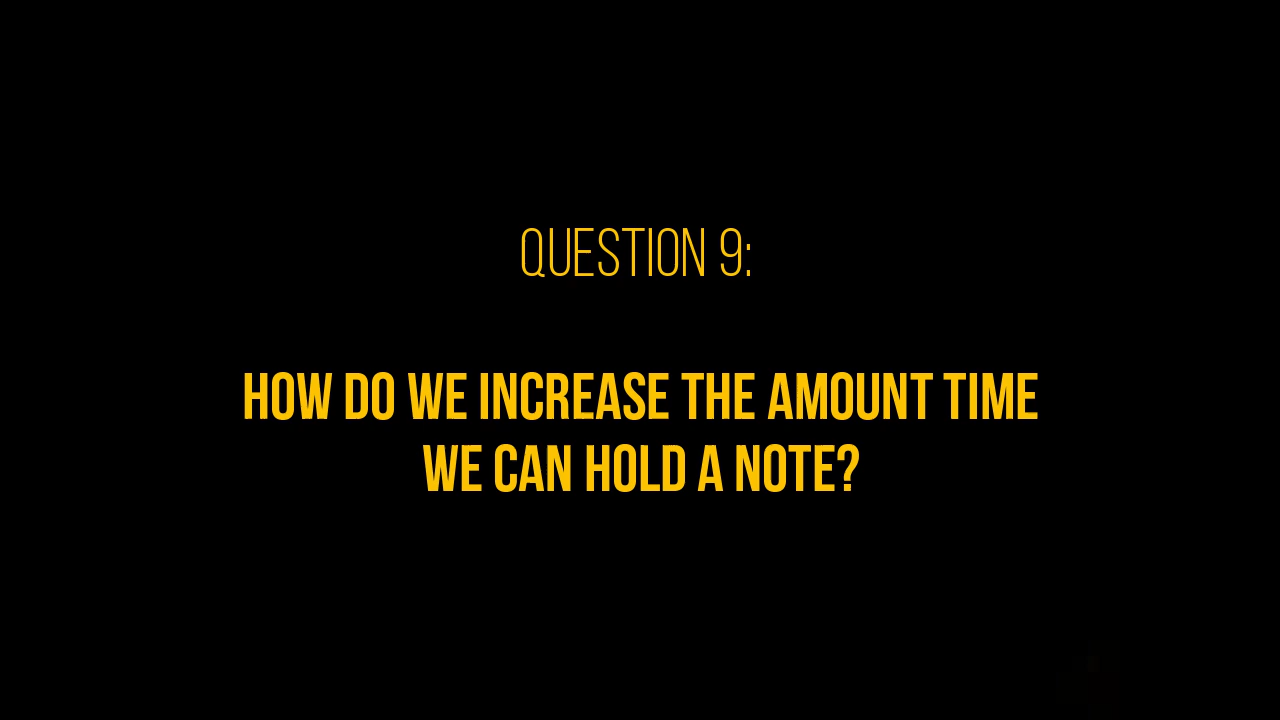 QUESTION 9:
HOW DO WE INCREASE THE AMOUNT TIME
WE CAN HOLD A NOTE?